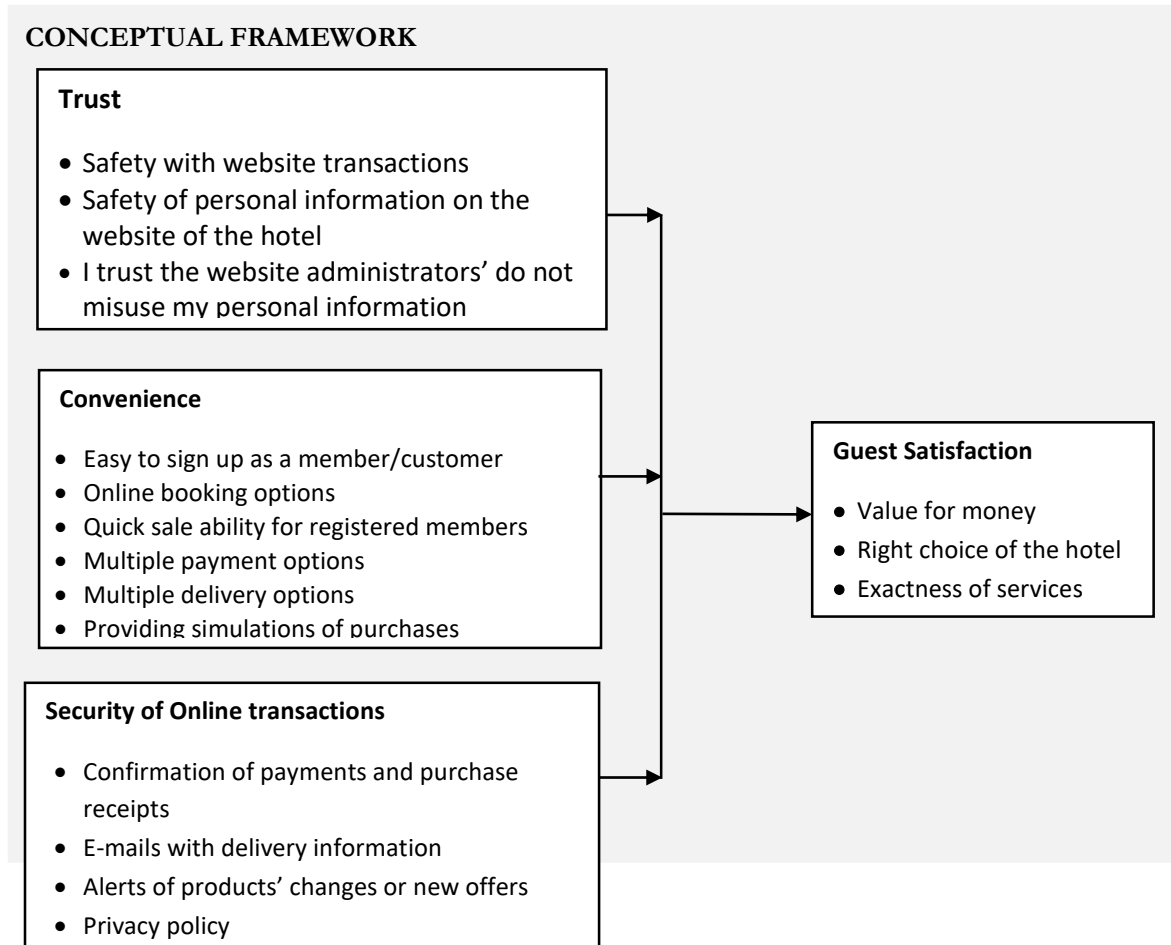 CONCEPTUAL FRAMEWORK
Trust
• Safety with website transactions
• Safety of personal information on the
website of the hotel
• I trust the website administrators’ do not
misuse my personal information
Convenience
• Easy to sign up as a member/customer
• Online booking options
• Quick sale ability for registered members
• Multiple payment options
• Multiple delivery options
• Providing simulations of purchases
Security of Online transactions
• Confirmation of payments and purchase
receipts
• E-mails with delivery information
• Alerts of products’ changes or new offers
• Privacy policy
Guest Satisfaction
• Value for money
• Right choice of the hotel
• Exactness of services